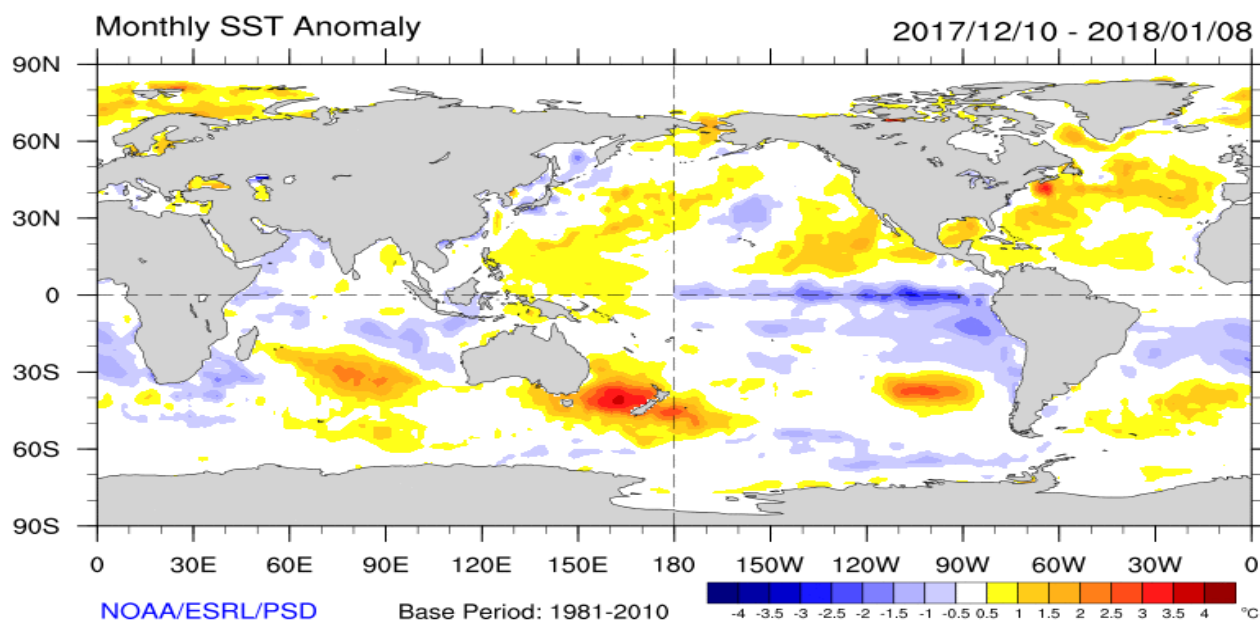 Monthly SST Anomaly 2017/12/10 - 2018/01/08
90N
60N
30N
0
30S
60S
90S
0 30E 60E 90E 120E 150E 180 150W 120W 90W 60W 30W 0
NOAA/ESRL/PSD Base Period: 1981-2010
-4 -3.5 -3 -2.5 -2 -1.5 -1 -0.5 0.5 1 1.5 2 2.5 3 3.5 4 °C